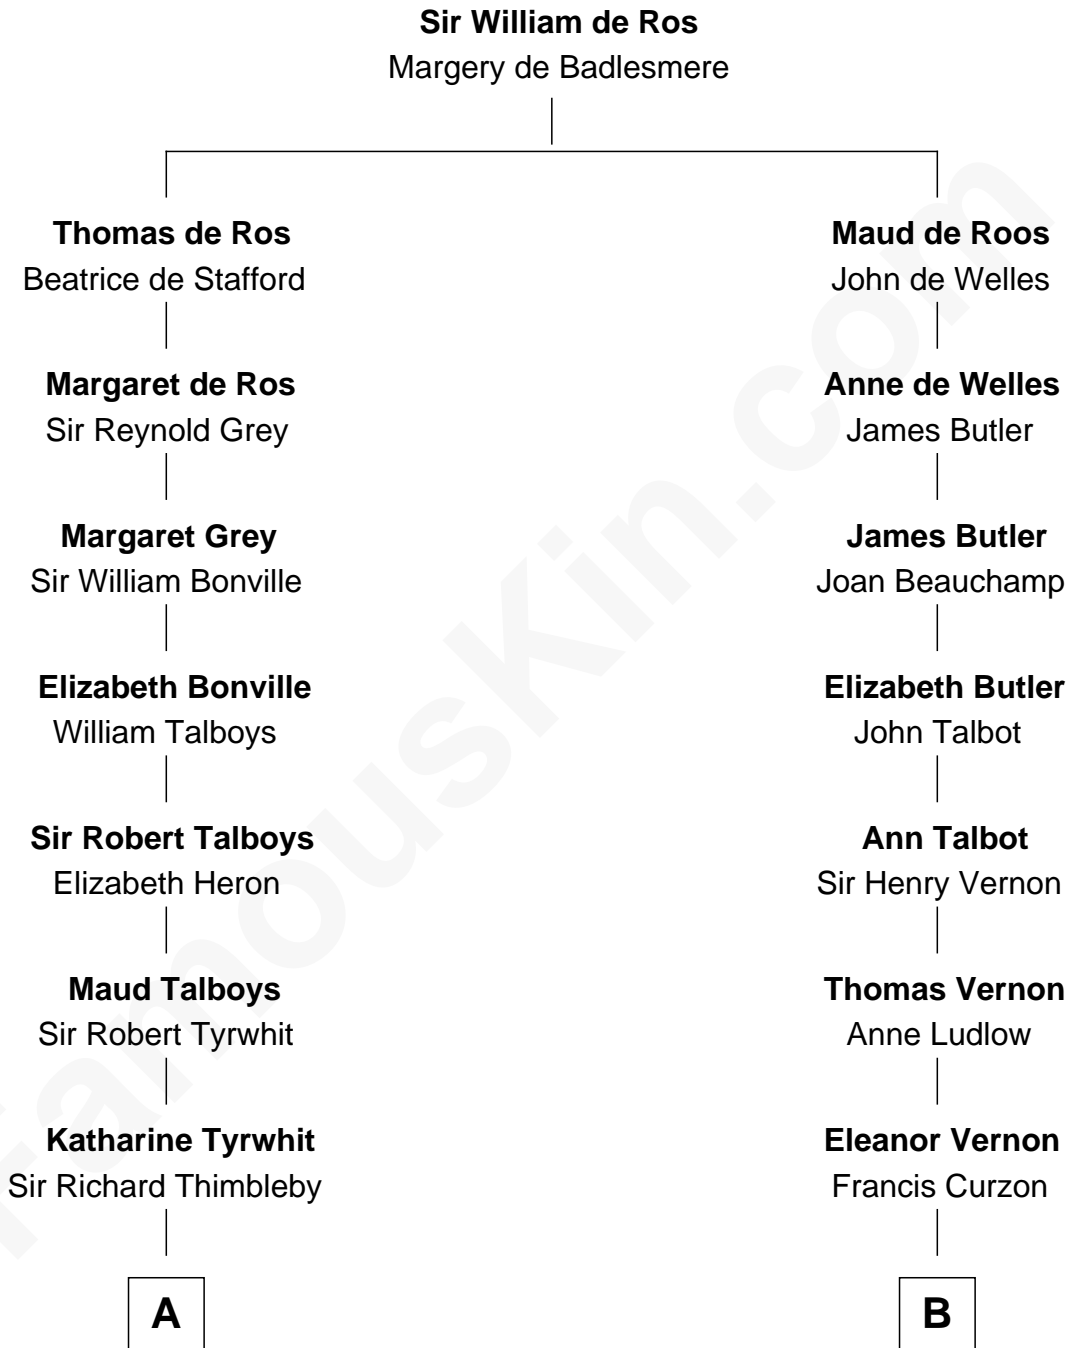 Sir William de Ros
Margery de Badlesmere
Thomas de Ros
Beatrice de Stafford
Margaret de Ros
Sir Reynold Grey
Margaret Grey
Sir William Bonville
Elizabeth Bonville
William Talboys
Sir Robert Talboys
Elizabeth Heron
Maud Talboys
Sir Robert Tyrwhit
Katharine Tyrwhit
Sir Richard Thimbleby
A
Maud de Roos
John de Welles
Anne de Welles
James Butler
James Butler
Joan Beauchamp
Elizabeth Butler
John Talbot
Ann Talbot
Sir Henry Vernon
Thomas Vernon
Anne Ludlow
Eleanor Vernon
Francis Curzon
B
FamousKin.com